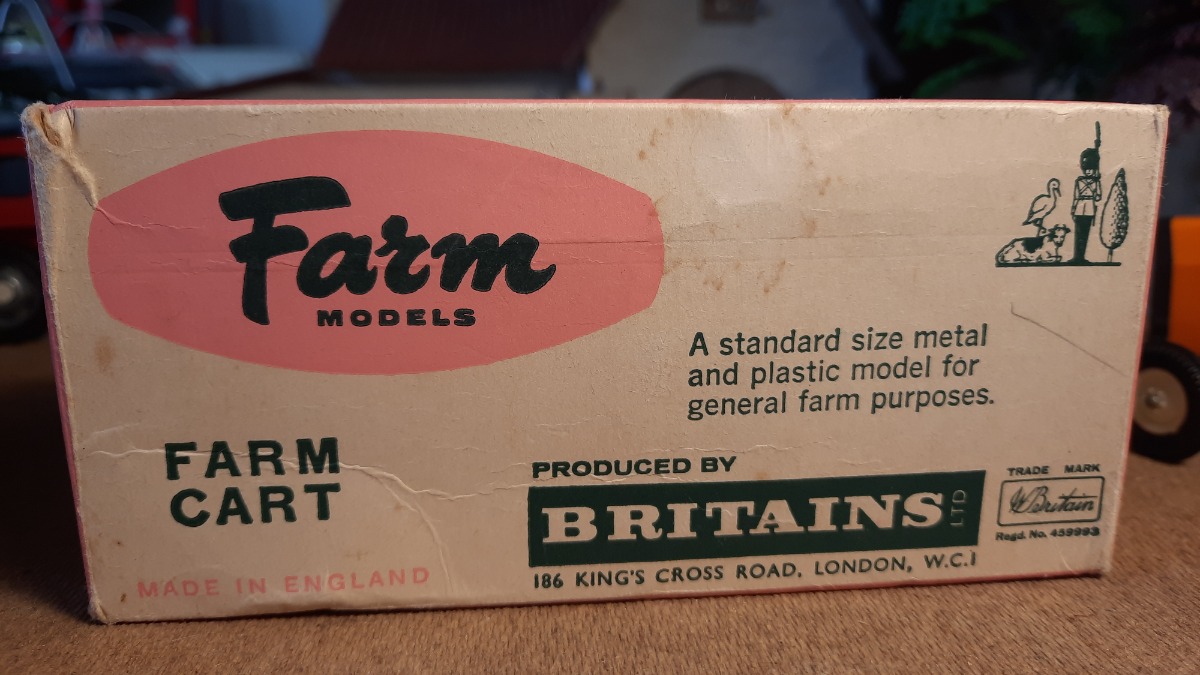 Farm
MODELS
A standard size metal
and plastic model for
general farm purposes.
FARM
CART
MADE IN ENGLAND
PRODUCED BY
BRITAINS LTD
186 KING'S CROSS ROAD, LONDON, W.C.1
TRADE MARK
W Britain
Regd. No. 459993